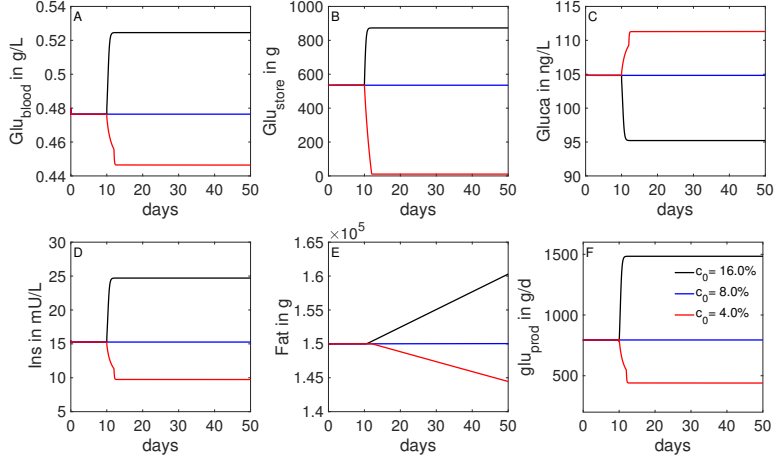 A
Glu_blood in g/L
0.54
0.52
0.5
0.48
0.46
0.44
0 10 20 30 40 50
days
B
Glu_store in g
1000
800
600
400
200
0
0 10 20 30 40 50
days
C
Gluca in ng/L
115
110
105
100
95
90
0 10 20 30 40 50
days
D
Ins in mU/L
30
25
20
15
10
5
0 10 20 30 40 50
days
E
×10^5
Fat in g
1.65
1.6
1.55
1.5
1.45
1.4
0 10 20 30 40 50
days
F
glu_prod in g/d
1500
1000
500
c_0= 16.0%
c_0= 8.0%
c_0= 4.0%
0 10 20 30 40 50
days